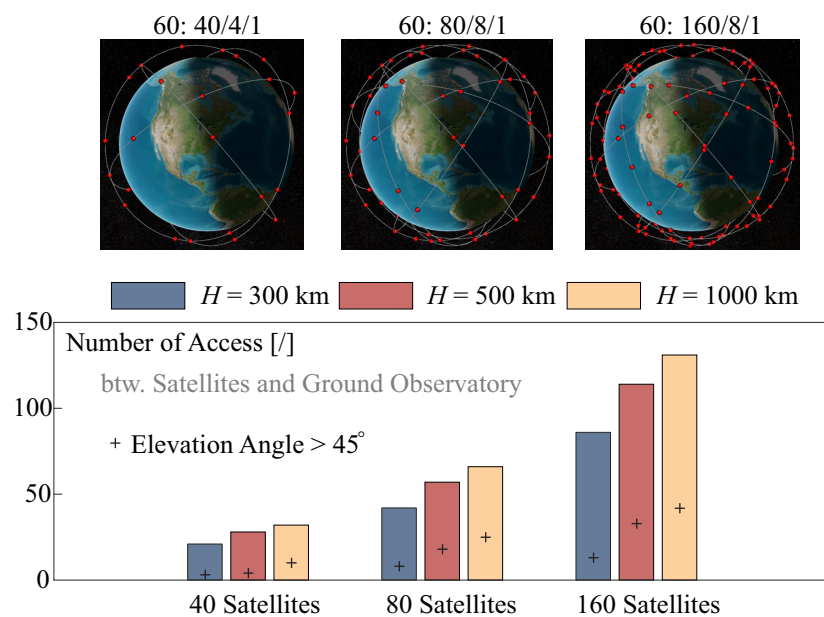 60: 40/4/1
60: 80/8/1
60: 160/8/1
H = 300 km
H = 500 km
H = 1000 km
150
Number of Access [/]
btw. Satellites and Ground Observatory
100
+ Elevation Angle > 45°
50
0
40 Satellites
80 Satellites
160 Satellites